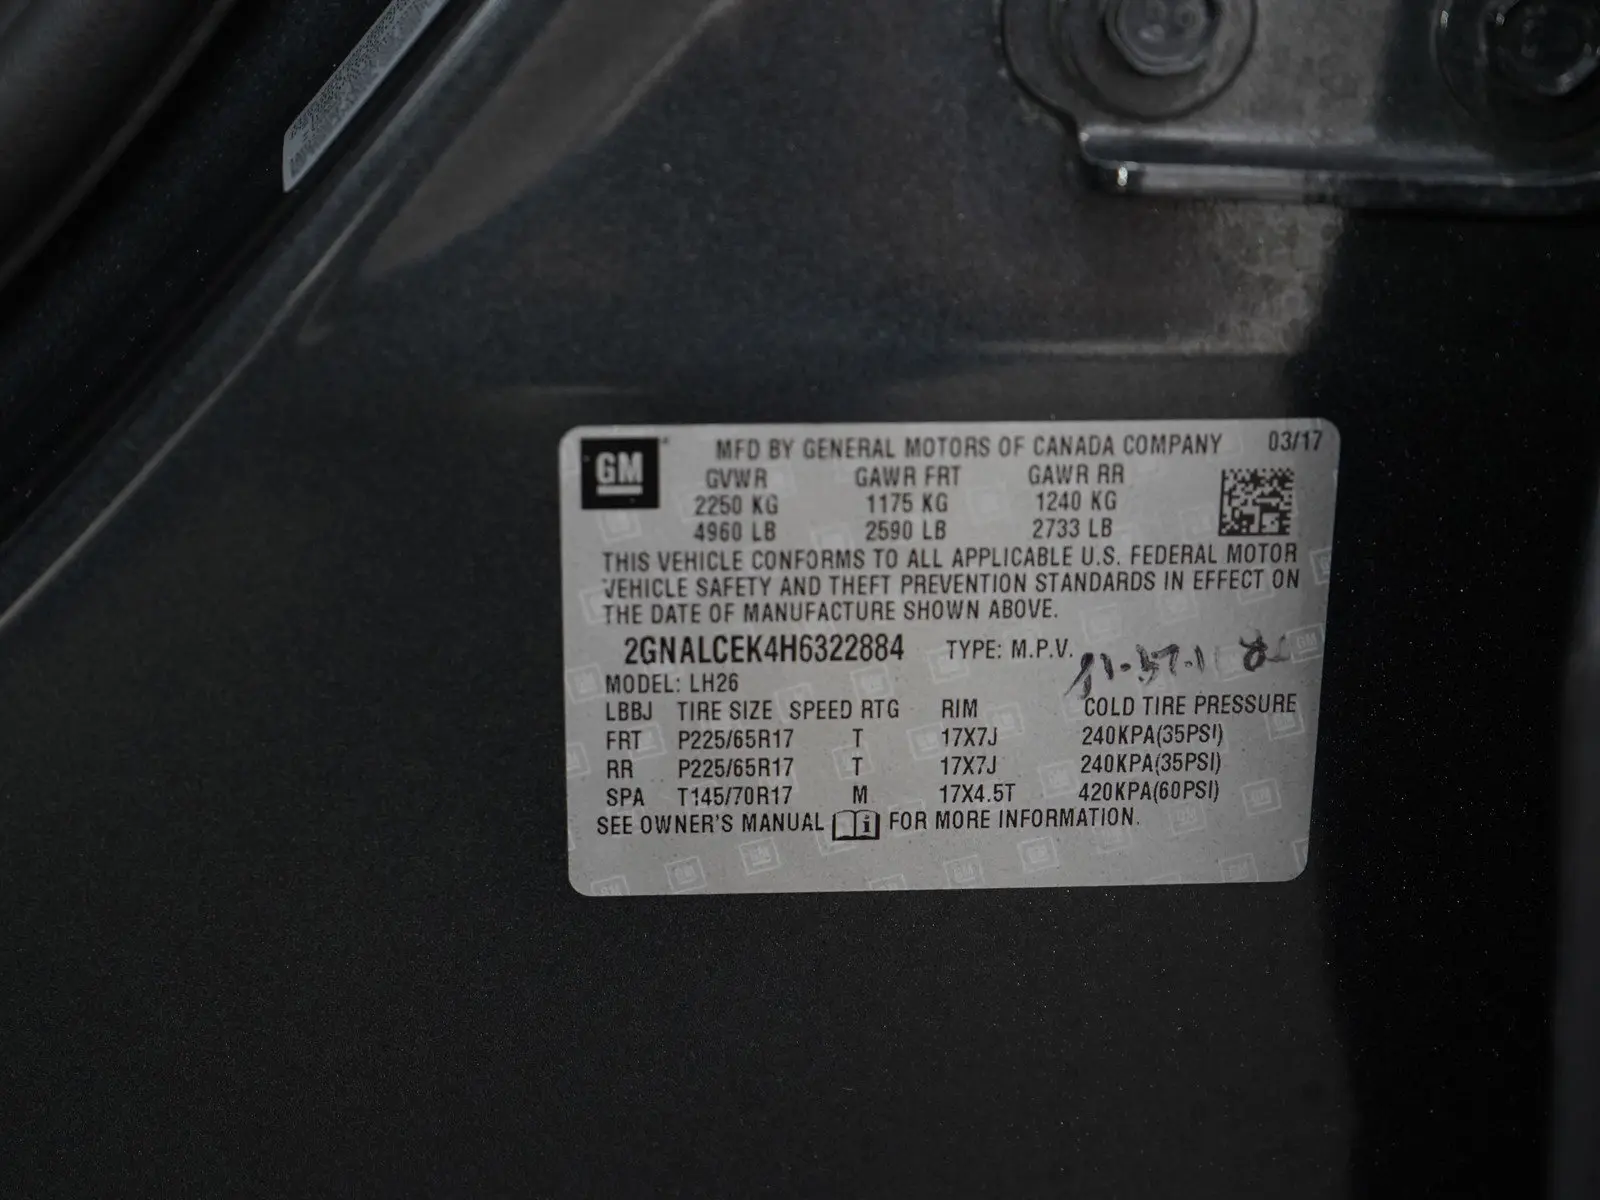 GM
MFD BY GENERAL MOTORS OF CANADA COMPANY 03/17
GVWR GAWR FRT GAWR RR
2250 KG 1175 KG 1240 KG
4960 LB 2590 LB 2733 LB
THIS VEHICLE CONFORMS TO ALL APPLICABLE U.S. FEDERAL MOTOR
VEHICLE SAFETY AND THEFT PREVENTION STANDARDS IN EFFECT ON
THE DATE OF MANUFACTURE SHOWN ABOVE.
2GNALCEK4H6322884 TYPE: M.P.V.
MODEL: LH26
LBBJ TIRE SIZE SPEED RTG RIM COLD TIRE PRESSURE
FRT P225/65R17 T 17X7J 240KPA(35PSI)
RR P225/65R17 T 17X7J 240KPA(35PSI)
SPA T145/70R17 M 17X4.5T 420KPA(60PSI)
SEE OWNER'S MANUAL i FOR MORE INFORMATION.